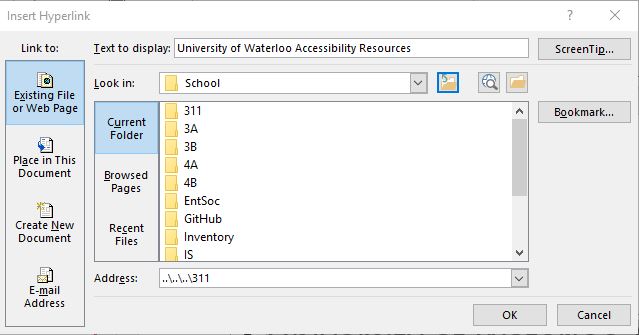 Insert Hyperlink
? ×
Link to:
Text to display: University of Waterloo Accessibility Resources
ScreenTip...
Existing File
or Web Page
Look in: School
Current
Folder
Browsed
Pages
Recent
Files
311
3A
3B
4A
4B
EntSoc
GitHub
Inventory
IS
Bookmark...
Place in This
Document
Create New
Document
E-mail
Address
Address: ..\..\..\311
OK
Cancel